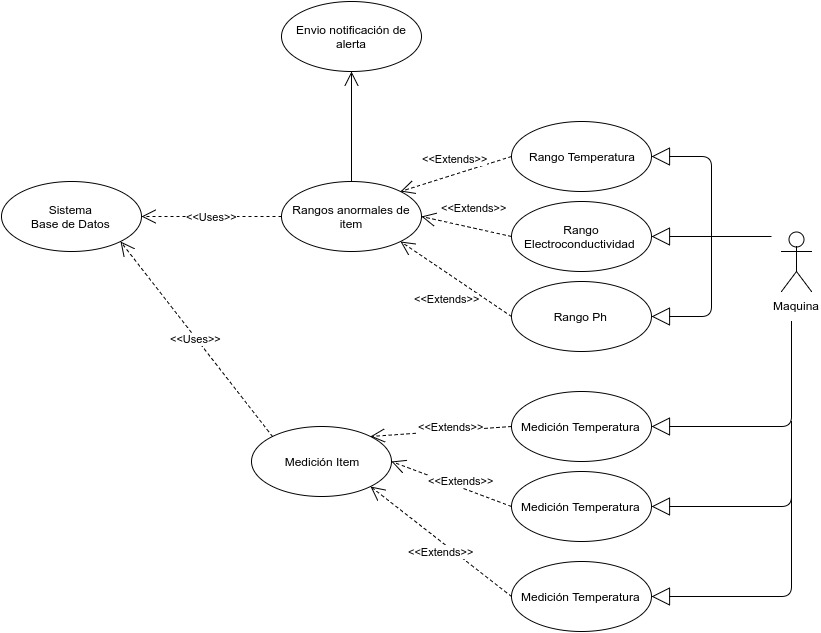 Envio notificación de
alerta
<<Extends>>
Rango Temperatura
Sistema
Base de Datos
<<Uses>>
Rangos anormales de
item
<<Extends>>
Rango
Electroconductividad
<<Extends>>
Rango Ph
Maquina
<<Uses>>
<<Extends>>
Medición Temperatura
Medición Item
<<Extends>>
Medición Temperatura
<<Extends>>
Medición Temperatura